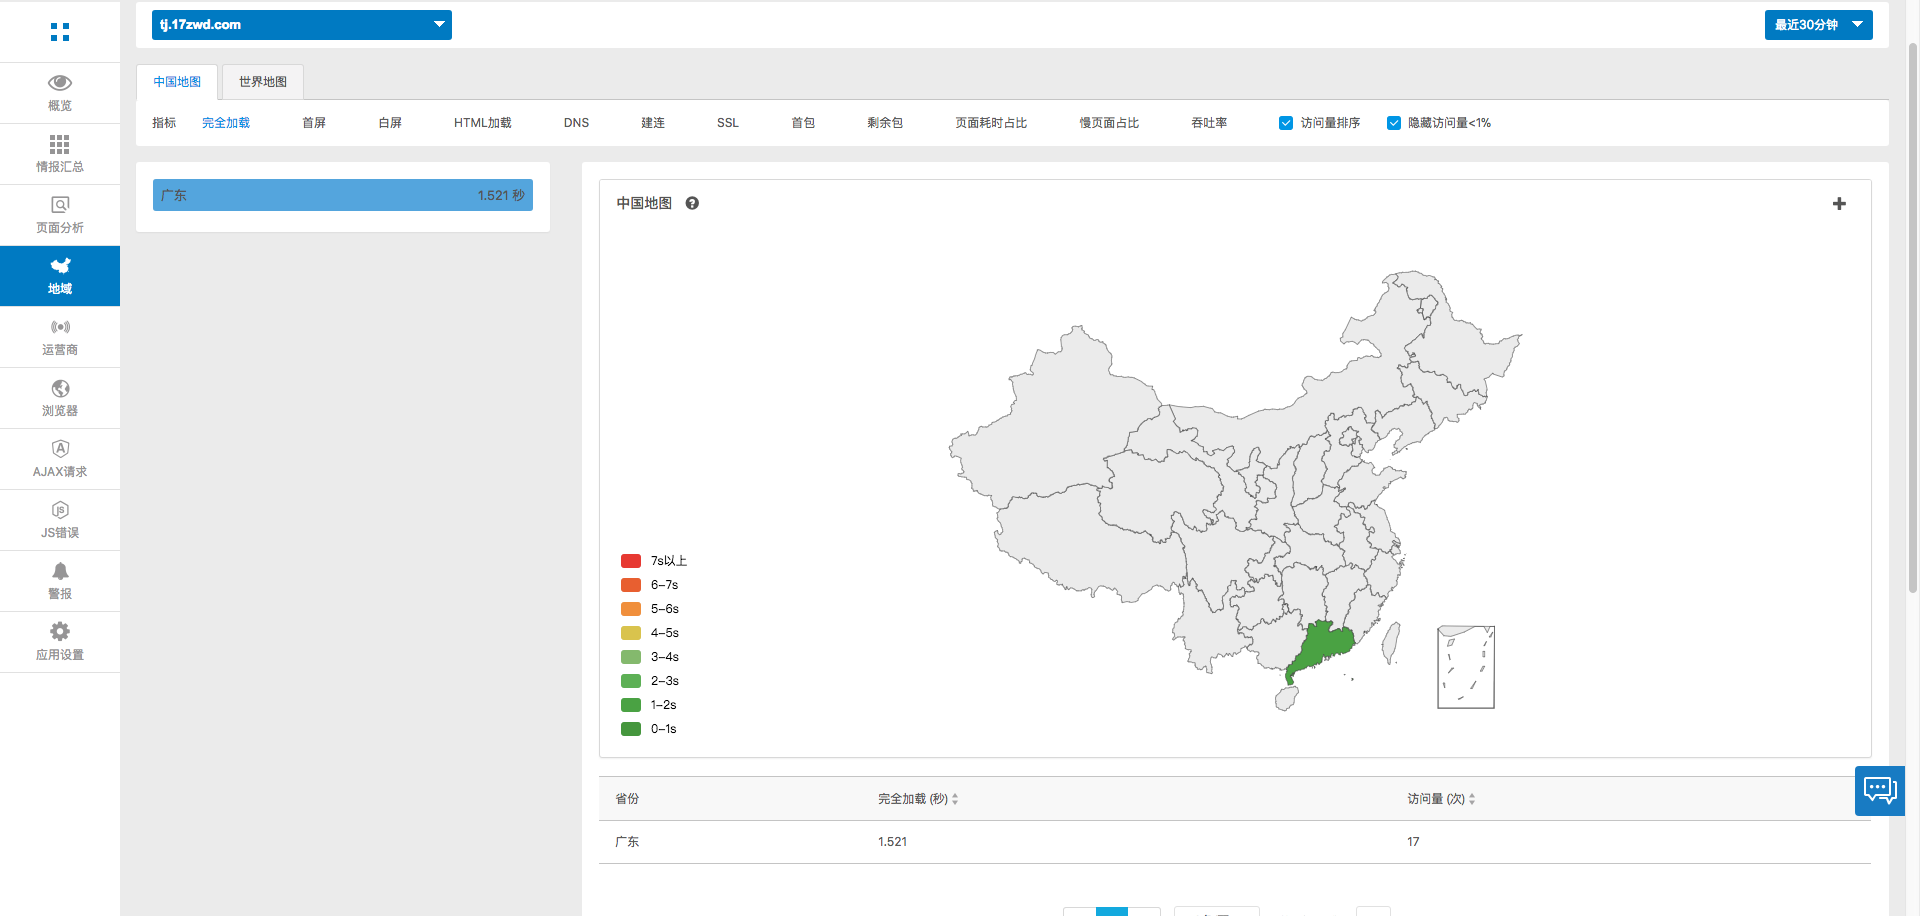 tj.17zwd.com
最近30分钟
概览
情报汇总
页面分析
地域
运营商
浏览器
AJAX请求
JS错误
警报
应用设置
中国地图
世界地图
指标 完全加载 首屏 白屏 HTML加载 DNS 建连 SSL 首包 剩余包 页面耗时占比 慢页面占比 吞吐率 访问量排序 隐藏访问量<1%
广东 1.521 秒
中国地图
7s以上
6-7s
5-6s
4-5s
3-4s
2-3s
1-2s
0-1s
省份 完全加载 (秒) 访问量 (次)
广东 1.521 17